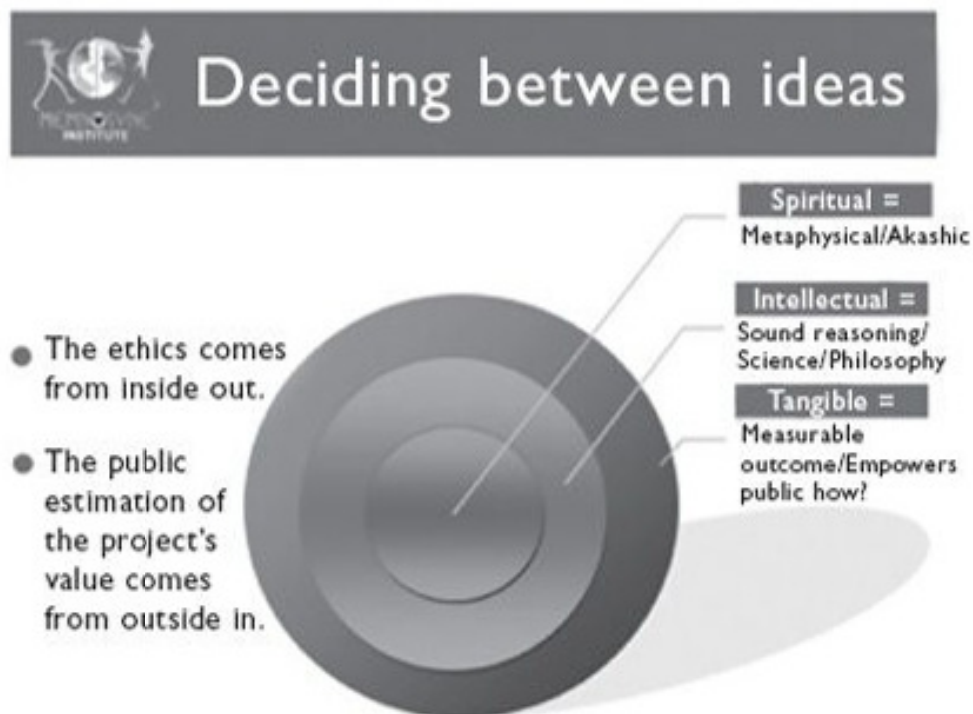 Deciding between ideas
INSTITUTE
Spiritual =
Metaphysical/Akashic
Intellectual =
Sound reasoning/
Science/Philosophy
Tangible =
Measurable
outcome/Empowers
public how?
The ethics comes
from inside out.
The public
estimation of
the project's
value comes
from outside in.